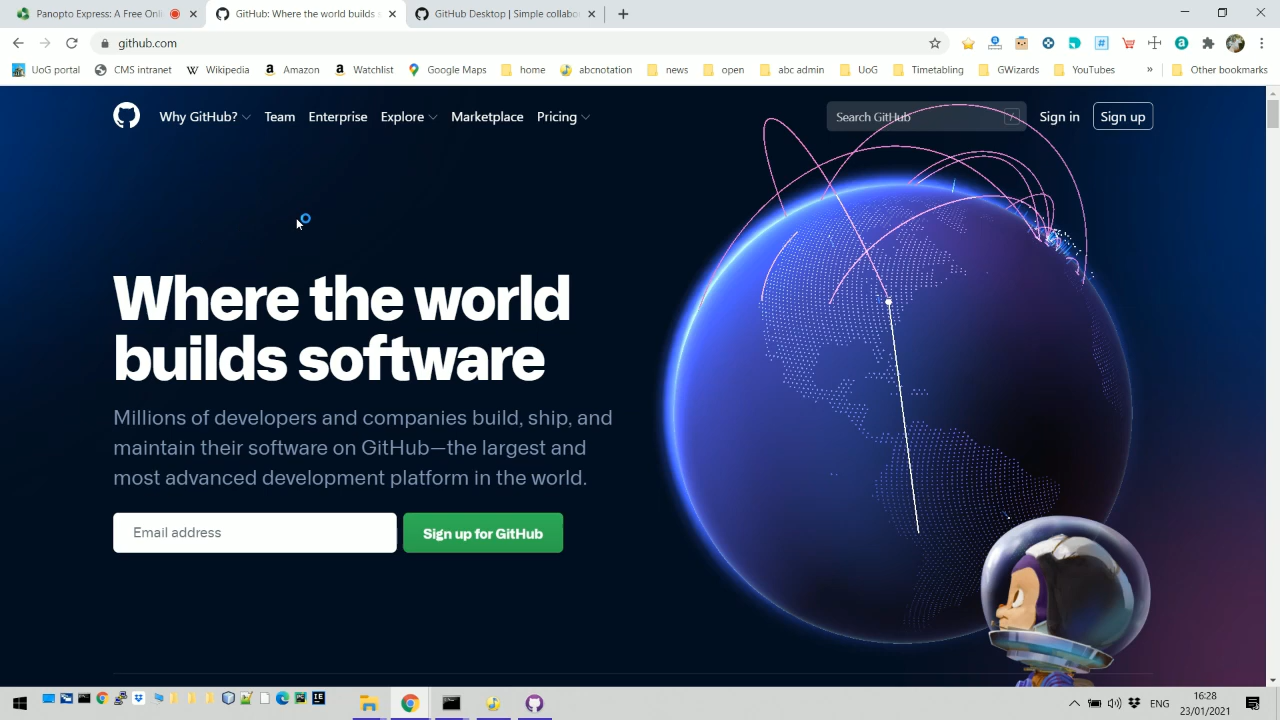 Panopto Express: A Free Onli
GitHub: Where the world builds s
GitHub Desktop | Simple collabo
github.com
UoG portal
CMS intranet
Wikipedia
Amazon
Watchlist
Google Maps
home
abcnotation
news
open
abc admin
UoG
Timetabling
GWizards
YouTubes
»
Other bookmarks
Why GitHub?
Team
Enterprise
Explore
Marketplace
Pricing
Search GitHub
/
Sign in
Sign up
Where the world
builds software
Millions of developers and companies build, ship, and
maintain their software on GitHub—the largest and
most advanced development platform in the world.
Email address
Sign up for GitHub
ENG
16:28
23/01/2021